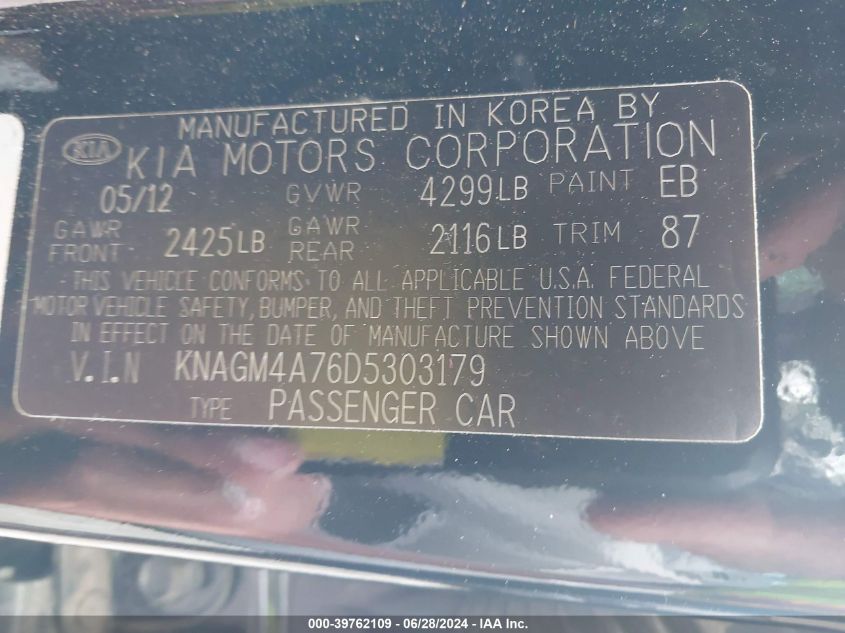 MANUFACTURED IN KOREA BY
KIA KIA MOTORS CORPORATION
05/12 GVWR 4299LB PAINT EB
GAWR FRONT 2425LB GAWR REAR 2116LB TRIM 87
THIS VEHICLE CONFORMS TO ALL APPLICABLE U.S.A. FEDERAL
MOTOR VEHICLE SAFETY, BUMPER, AND THEFT PREVENTION STANDARDS
IN EFFECT ON THE DATE OF MANUFACTURE SHOWN ABOVE
V.I.N KNAGM4A76D5303179
TYPE PASSENGER CAR
000-39762109 - 06/28/2024 - IAA Inc.